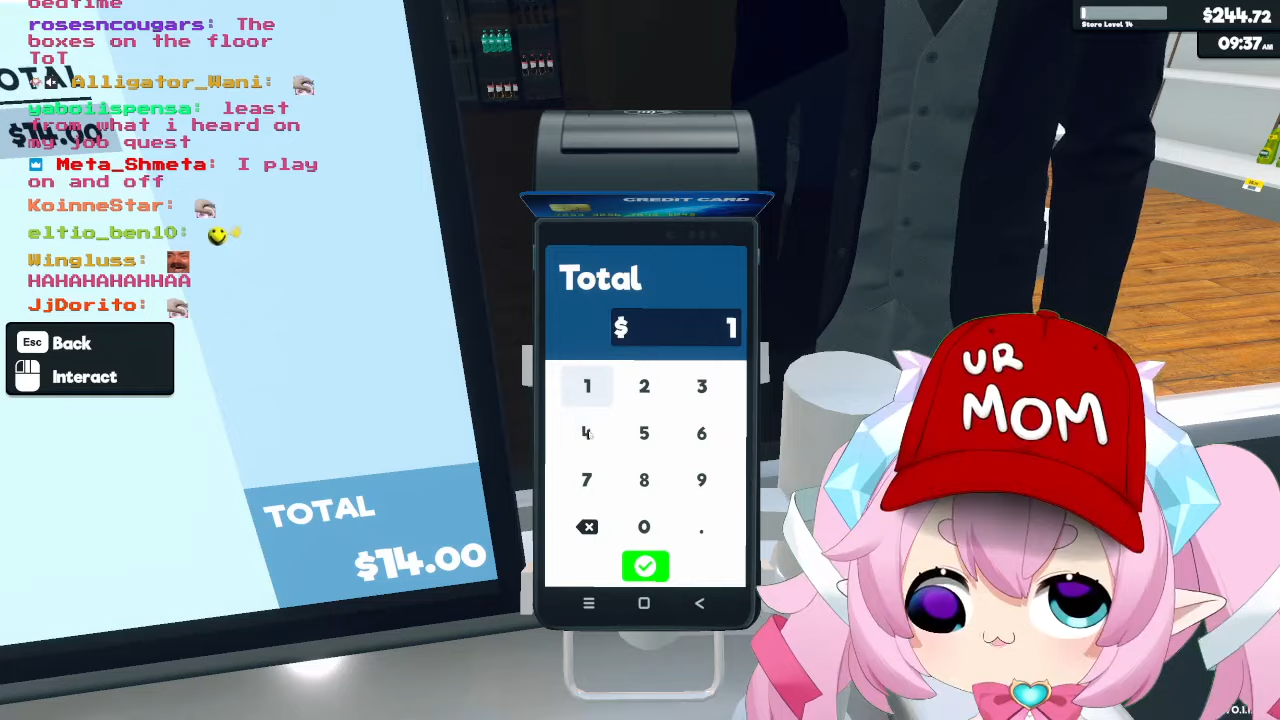 bedtime
rosesncougars: The
boxes on the floor
ToT
Alligator_Wani:
yaboiispensa: least
from what i heard on
my job quest
Meta_Shmeta: I play
on and off
KoinneStar:
eltio_ben10:
Wingluss:
HAHAHAHAHHAA
JjDorito:
$14.00
Esc Back
Interact
TOTAL
$14.00
CREDIT CARD
Total
$ 1
1 2 3
4 5 6
7 8 9
0 .
Store Level 14
$244.72
09:37 AM
UR
MOM